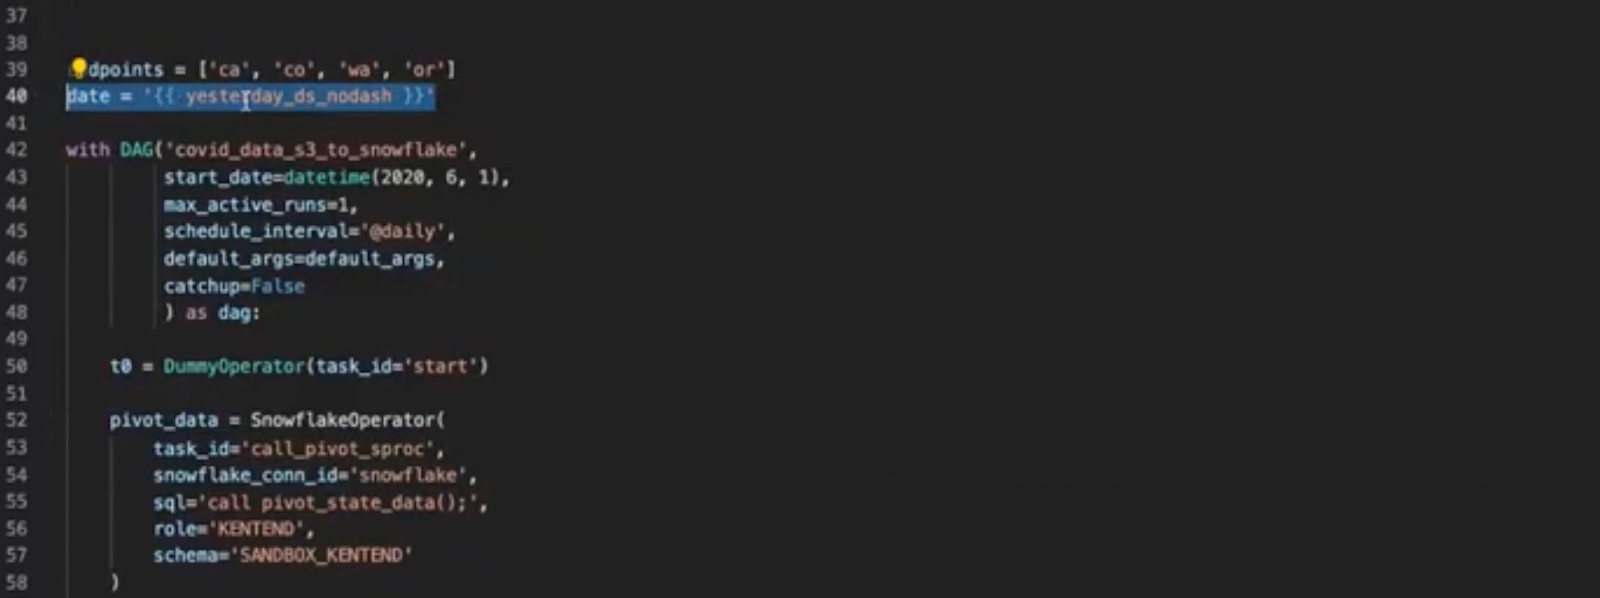 37
38
39 dpoints = ['ca', 'co', 'wa', 'or']
40 date = '{{ yesterday_ds_nodash }}'
41
42 with DAG('covid_data_s3_to_snowflake',
43 start_date=datetime(2020, 6, 1),
44 max_active_runs=1,
45 schedule_interval='@daily',
46 default_args=default_args,
47 catchup=False
48 ) as dag:
49
50 t0 = DummyOperator(task_id='start')
51
52 pivot_data = SnowflakeOperator(
53 task_id='call_pivot_sproc',
54 snowflake_conn_id='snowflake',
55 sql='call pivot_state_data();',
56 role='KENTEND',
57 schema='SANDBOX_KENTEND'
58 )